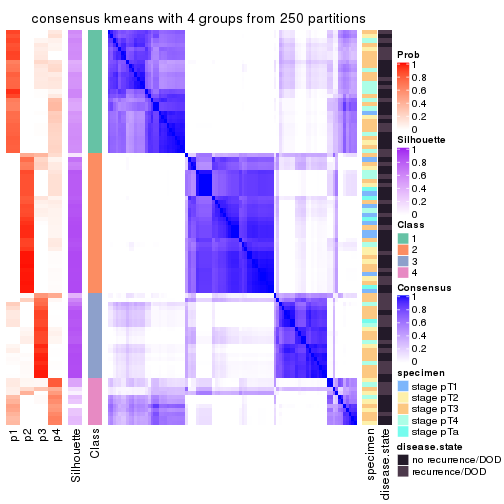 consensus kmeans with 4 groups from 250 partitions
p1
p2
p3
p4
Silhouette
Class
specimen
disease.state
Prob
1
0.8
0.6
0.4
0.2
0
Silhouette
1
0.8
0.6
0.4
0.2
0
Class
1
2
3
4
Consensus
1
0.8
0.6
0.4
0.2
0
specimen
stage pT1
stage pT2
stage pT3
stage pT4
stage pTa
disease.state
no recurrence/DOD
recurrence/DOD